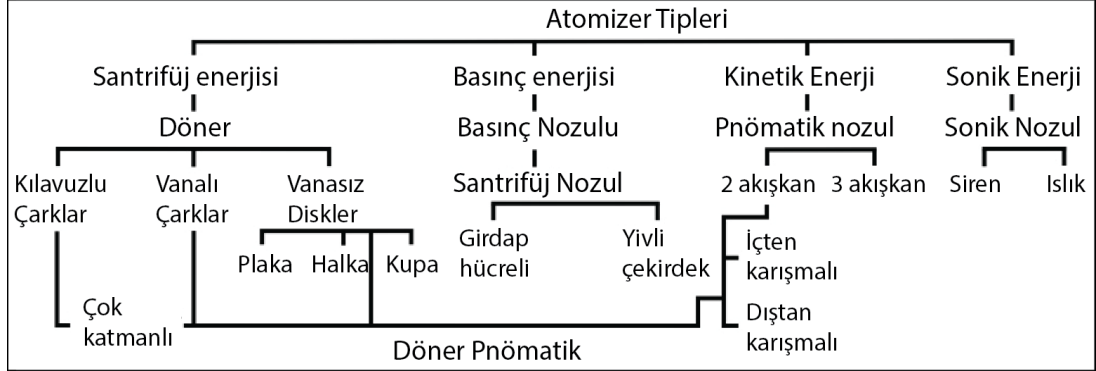 Atomizer Tipleri
Santrifüj enerjisi
Basınç enerjisi
Kinetik Enerji
Sonik Enerji
Döner
Basınç Nozulu
Pnömatik nozul
Sonik Nozul
Kılavuzlu
Çarklar
Vanalı
Çarklar
Vanasız
Diskler
Santrifüj Nozul
2 akışkan
3 akışkan
Siren
Islık
Plaka
Halka
Kupa
Girdap
hücreli
Yivli
çekirdek
İçten
karışmalı
Çok
katmanlı
Dıştan
karışmalı
Döner Pnömatik